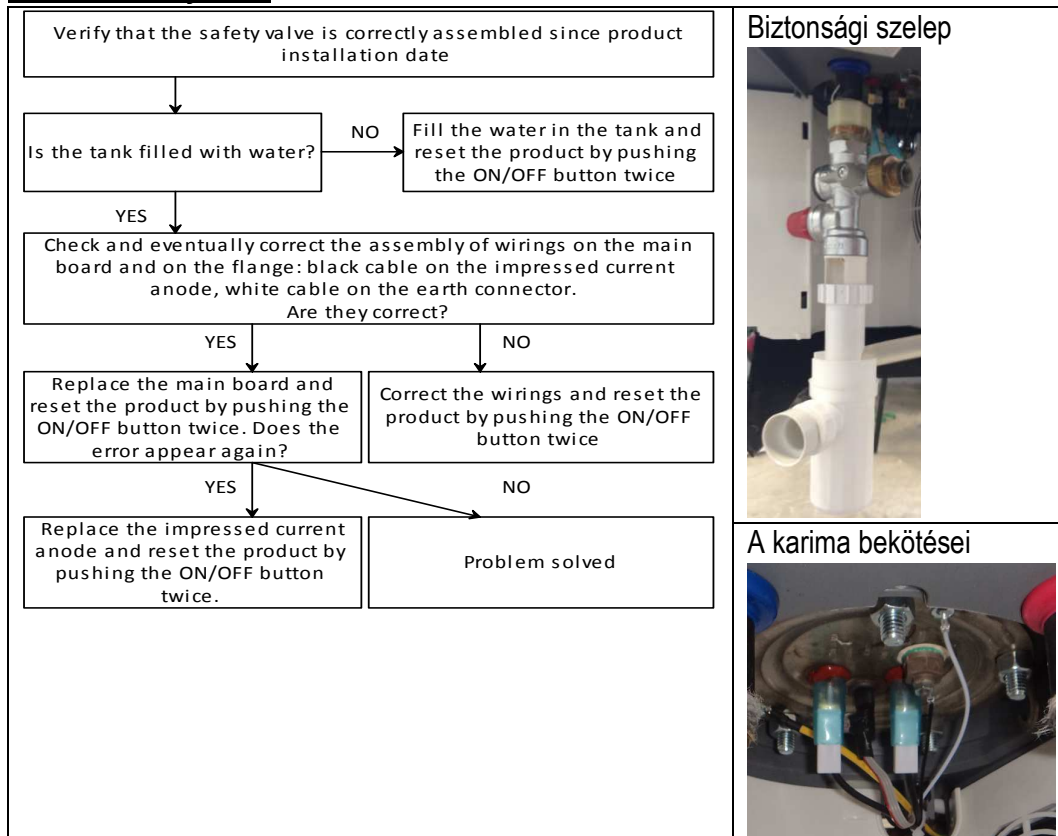 Verify that the safety valve is correctly assembled since product
installation date
Is the tank filled with water?
NO
Fill the water in the tank and
reset the product by pushing
the ON/OFF button twice
YES
Check and eventually correct the assembly of wirings on the main
board and on the flange: black cable on the impressed current
anode, white cable on the earth connector.
Are they correct?
YES
NO
Replace the main board and
reset the product by pushing the
ON/OFF button twice. Does the
error appear again?
Correct the wirings and reset the
product by pushing the ON/OFF
button twice
YES
NO
Replace the impressed current
anode and reset the product by
pushing the ON/OFF button
twice.
Problem solved
Biztonsági szelep
A karima bekötései